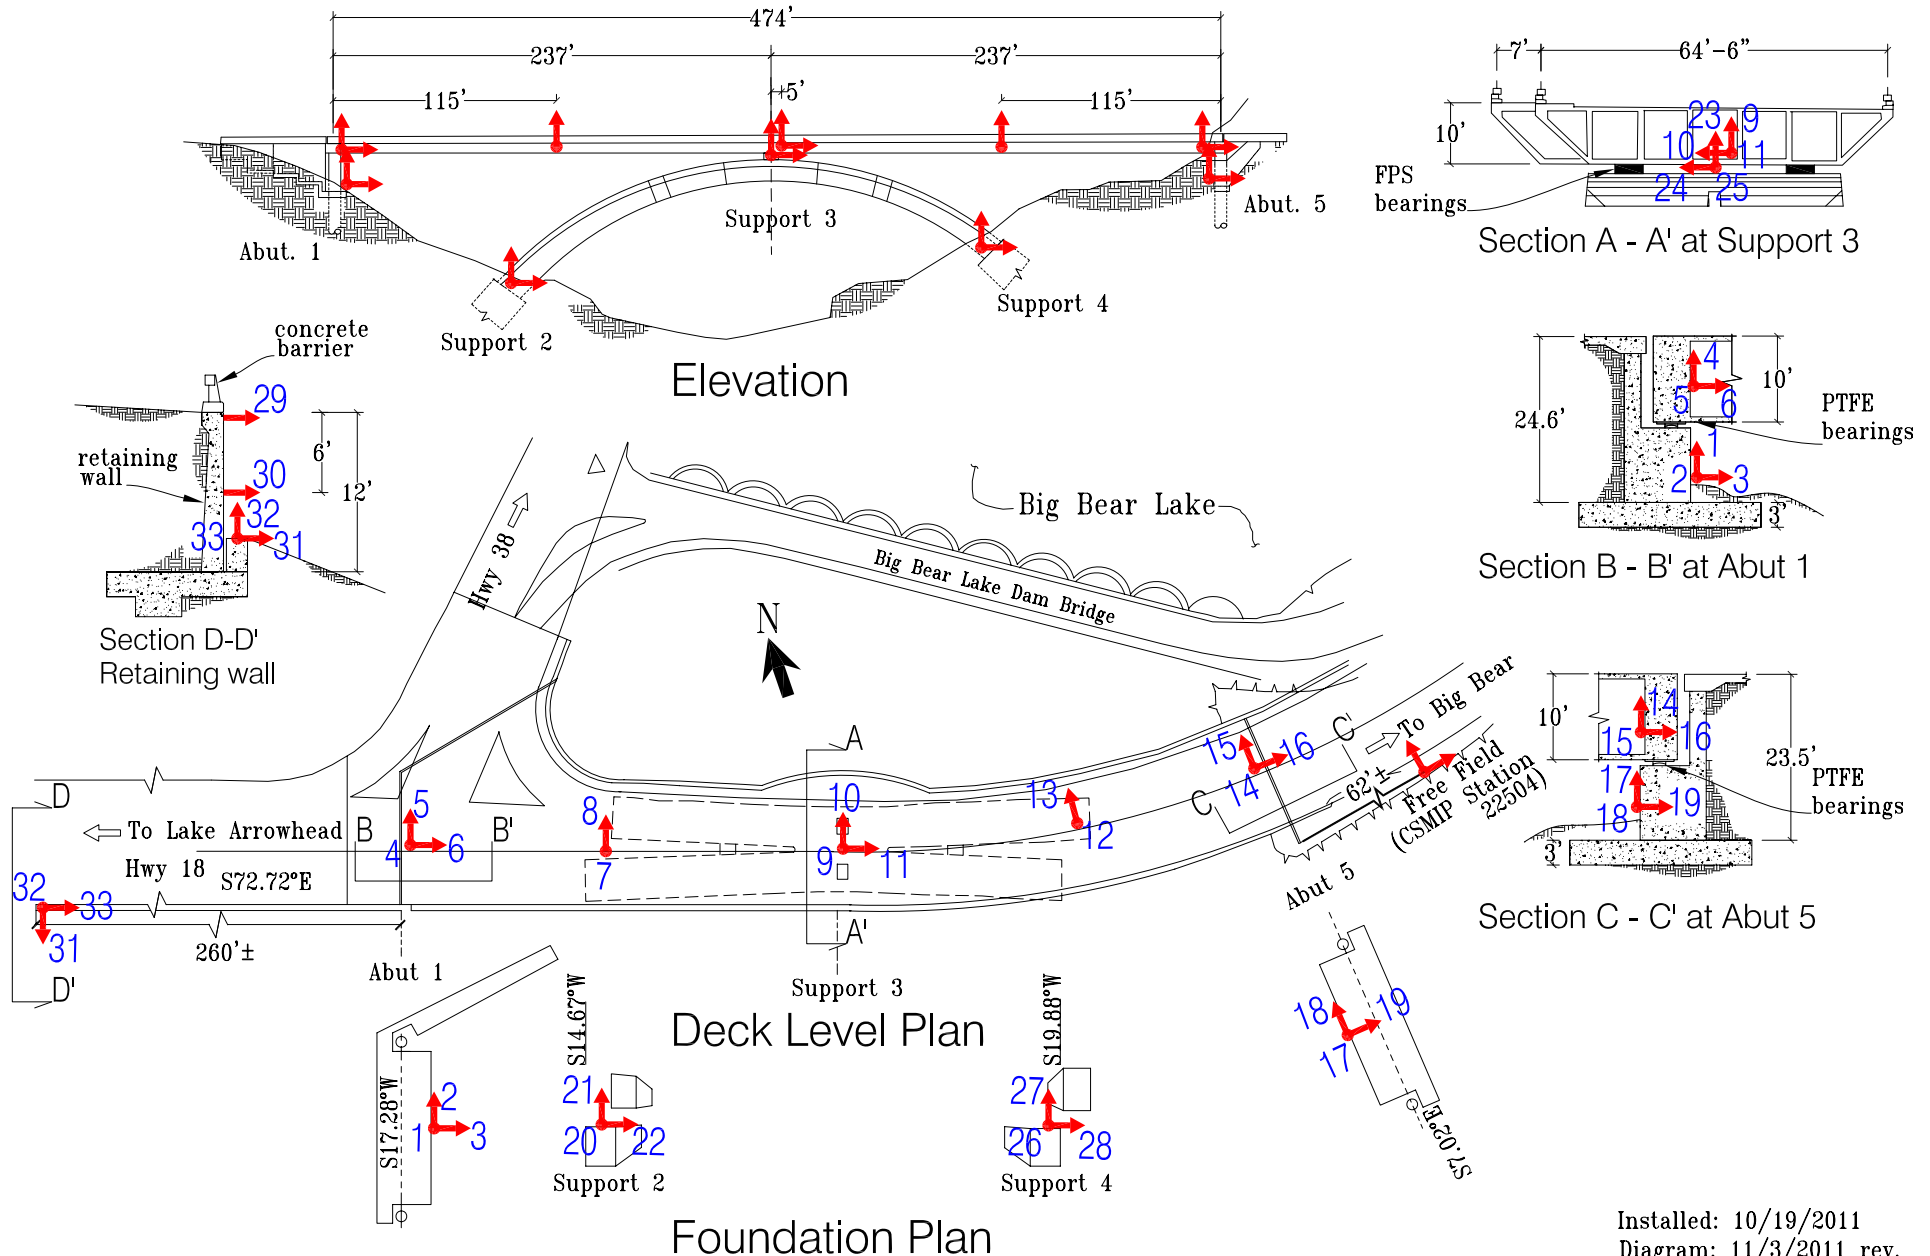 474'
237'
237'
115'
5'
115'
Abut. 1
Support 2
Support 3
Support 4
Abut. 5
Elevation
7'
64'-6"
10'
23
9
10
11
24
25
FPS
bearings
Section A - A' at Support 3
concrete
barrier
29
30
retaining
wall
6'
12'
32
33
31
Section D-D'
Retaining wall
24.6'
4
5
6
10'
PTFE
bearings
1
2
3
3'
Section B - B' at Abut 1
Hwy 38
Big Bear Lake
Big Bear Lake Dam Bridge
N
10'
14
15
16
17
18
19
23.5'
PTFE
bearings
3'
Section C - C' at Abut 5
D
To Lake Arrowhead
Hwy 18
S72.72°E
B
B'
5
4
6
8
7
A
10
9
11
A'
13
12
15
14
16
C
C'
To Big Bear
62'±
Free Field
Station
(CSMIP
22504)
Abut 5
32
33
31
D'
260'±
Abut 1
Support 3
Deck Level Plan
S17.28°W
2
1
3
S14.67°W
21
20
22
Support 2
S19.88°W
27
26
28
Support 4
18
19
17
S7.02°E
Foundation Plan
Installed: 10/19/2011
Diagram: 11/3/2011 rev.